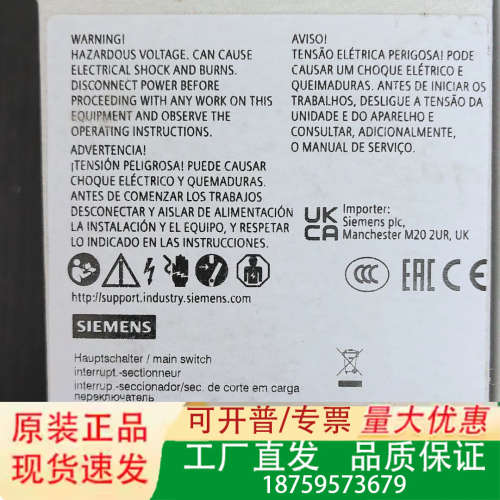 WARNING!
HAZARDOUS VOLTAGE. CAN CAUSE
ELECTRICAL SHOCK AND BURNS.
DISCONNECT POWER BEFORE
PROCEEDING WITH ANY WORK ON THIS
EQUIPMENT AND OBSERVE THE
OPERATING INSTRUCTIONS.
ADVERTENCIA!
¡TENSIÓN PELIGROSA! PUEDE CAUSAR
CHOQUE ELÉCTRICO Y QUEMADURAS.
ANTES DE COMENZAR LOS TRABAJOS
DESCONECTAR Y AISLAR DE ALIMENTACIÓN
LA INSTALACIÓN Y EL EQUIPO, Y RESPETAR
LO INDICADO EN LAS INSTRUCCIONES.
AVISO!
TENSÃO ELÉTRICA PERIGOSA! PODE
CAUSAR UM CHOQUE ELÉTRICO E
QUEIMADURAS. ANTES DE INICIAR OS
TRABALHOS, DESLIGUE A TENSÃO DA
UNIDADE E DO APARELHO E
CONSULTAR, ADICIONALMENTE,
O MANUAL DE SERVIÇO.
UK
CA
Importer:
Siemens plc,
Manchester M20 2UR, UK
CCC
EAC CE
http://support.industry.siemens.com
SIEMENS
Hauptschalter / main switch
interrupt.-sectionneur
interrup.-seccionador/sec. de corte em carga
переключатель
原装正品
现货速发
可开普/专票
量大优惠
工厂直发 品质保证
18759573679